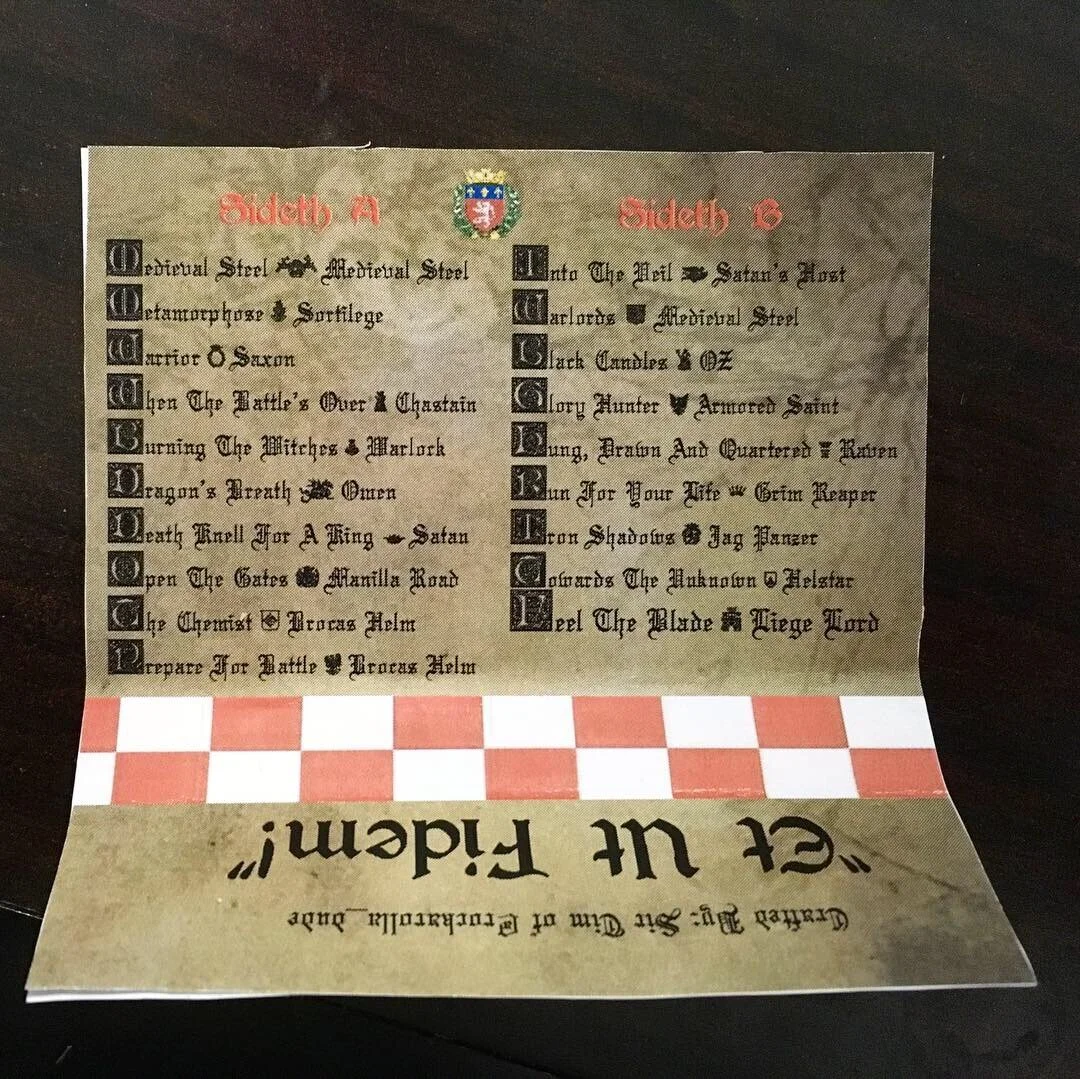 Sideth A
Medieval Steel Medieval Steel
Metamorphose Sortilege
Warrior Saxon
When The Battle's Over Chastain
Burning The Witches Warlock
Dragon's Breath Omen
Death Knell For A King Satan
Open The Gates Manilla Road
The Chemist Brocas Helm
Prepare For Battle Brocas Helm
Sideth B
Into The Veil Satan's Host
Warlords Medieval Steel
Black Candles OZ
Glory Hunter Armored Saint
Hung, Drawn And Quartered Raven
Run For Your Life Grim Reaper
Iron Shadows Jag Panzer
Towards The Unknown Helstar
Feel The Blade Liege Lord
"Et Ut Fidem!"
Crafted By: Sir Tim of @rockarolla_dude